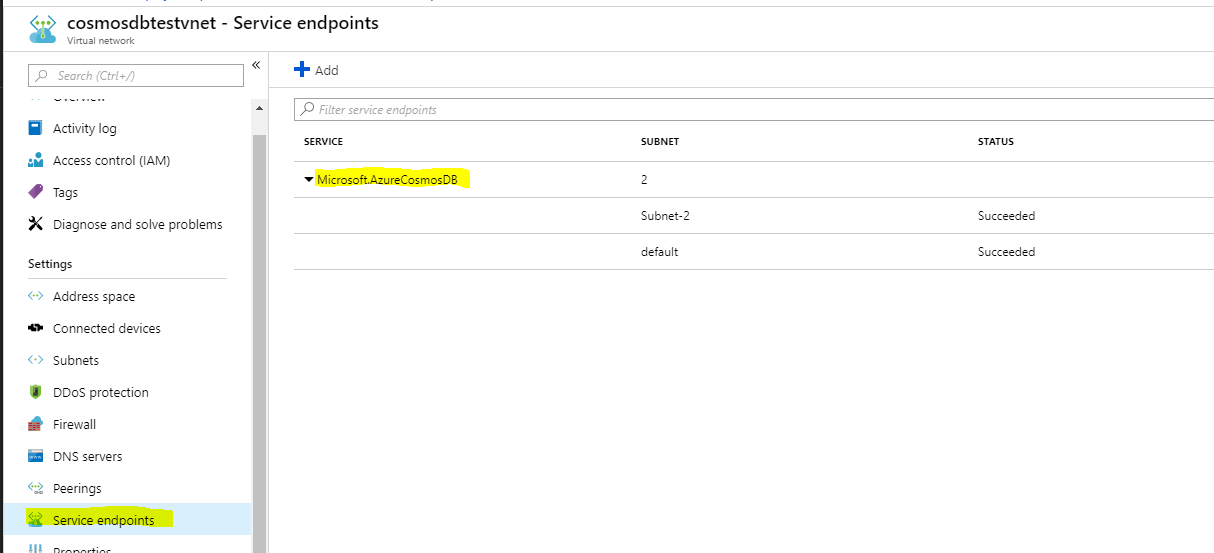 cosmosdbtestvnet - Service endpoints
Virtual network
Search (Ctrl+/)
«
Overview
Activity log
Access control (IAM)
Tags
Diagnose and solve problems
Settings
Address space
Connected devices
Subnets
DDoS protection
Firewall
DNS servers
Peerings
Service endpoints
Properties
Add
Filter service endpoints
SERVICE SUBNET STATUS
Microsoft.AzureCosmosDB 2
Subnet-2 Succeeded
default Succeeded